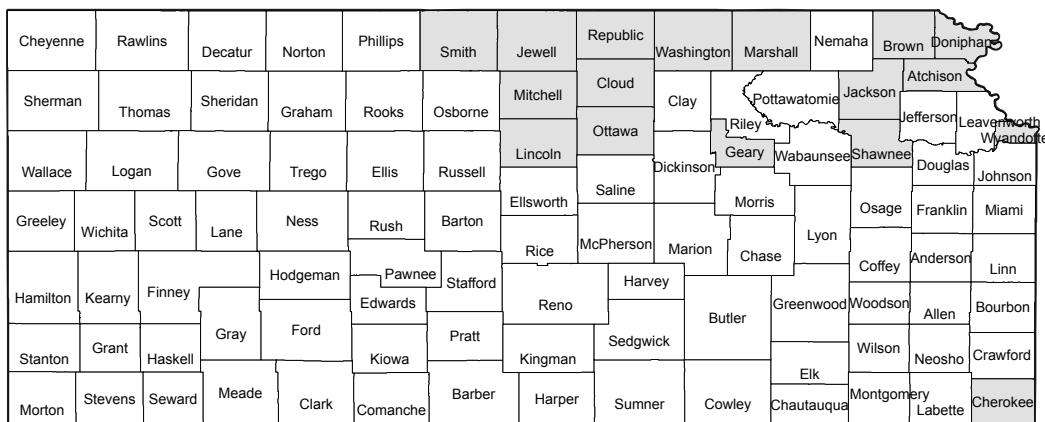 Cheyenne
Rawlins
Decatur
Norton
Phillips
Smith
Jewell
Republic
Washington
Marshall
Nemaha
Brown
Doniphan
Sherman
Thomas
Sheridan
Graham
Rooks
Osborne
Mitchell
Cloud
Clay
Riley
Pottawatomie
Jackson
Atchison
Jefferson
Leavenworth
Wyandotte
Wallace
Logan
Gove
Trego
Ellis
Russell
Lincoln
Ottawa
Saline
Dickinson
Geary
Wabaunsee
Shawnee
Douglas
Johnson
Greeley
Wichita
Scott
Lane
Ness
Rush
Barton
Ellsworth
Rice
McPherson
Marion
Morris
Chase
Lyon
Osage
Franklin
Miami
Hamilton
Kearny
Finney
Hodgeman
Pawnee
Edwards
Stafford
Reno
Harvey
Butler
Greenwood
Coffey
Anderson
Linn
Woodson
Allen
Bourbon
Stanton
Grant
Haskell
Gray
Ford
Kiowa
Pratt
Kingman
Sedgwick
Elk
Wilson
Neosho
Crawford
Morton
Stevens
Seward
Meade
Clark
Comanche
Barber
Harper
Sumner
Cowley
Chautauqua
Montgomery
Labette
Cherokee